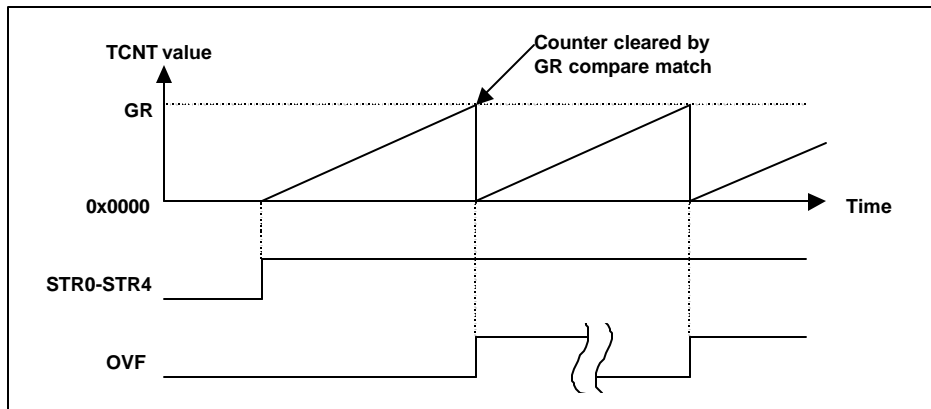 Counter cleared by
GR compare match
TCNT value
GR
0x0000
Time
STR0-STR4
OVF